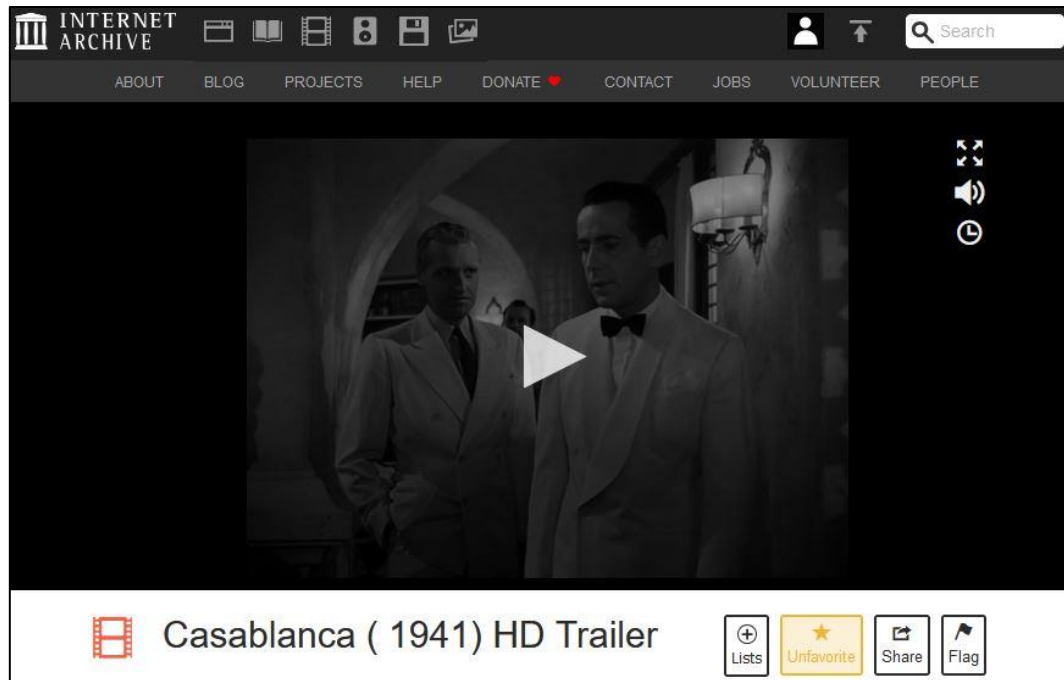 INTERNET
ARCHIVE
Search
ABOUT BLOG PROJECTS HELP DONATE CONTACT JOBS VOLUNTEER PEOPLE
Casablanca ( 1941) HD Trailer
Lists
Unfavorite
Share
Flag